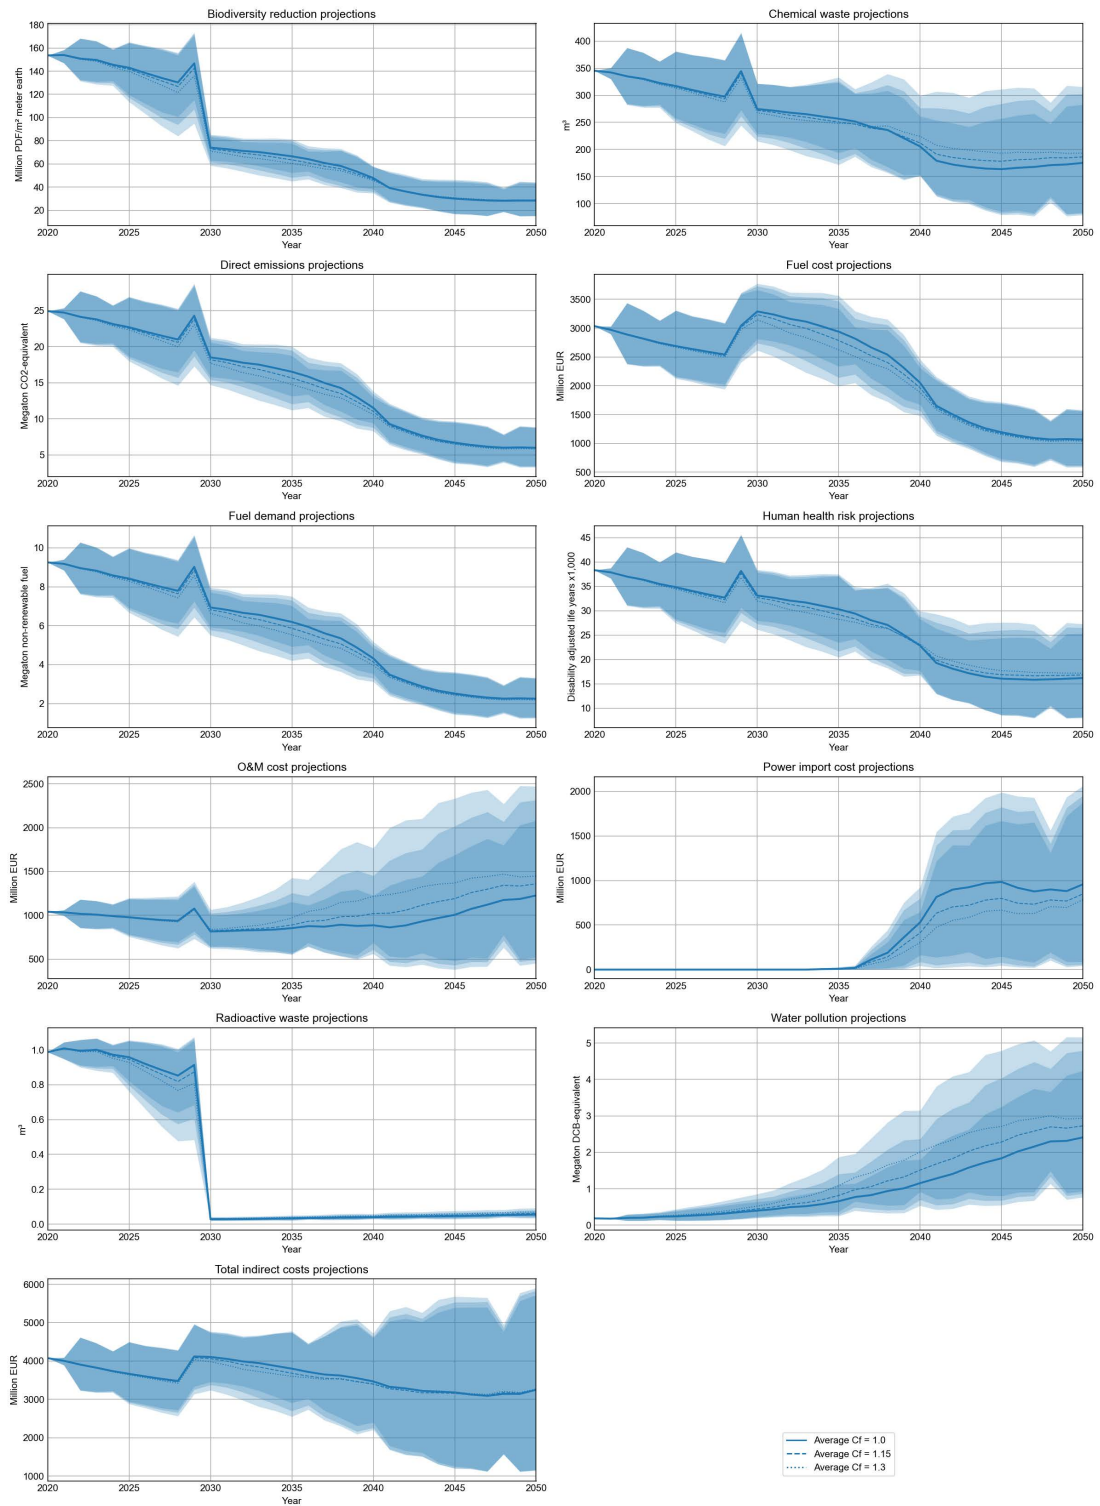 Biodiversity reduction projections
Million PDF/m² meter earth
180
160
140
120
100
80
60
40
20
2020 2025 2030 2035 2040 2045 2050
Year
Chemical waste projections
m³
400
350
300
250
200
150
100
2020 2025 2030 2035 2040 2045 2050
Year
Direct emissions projections
Megaton CO2-equivalent
25
20
15
10
5
2020 2025 2030 2035 2040 2045 2050
Year
Fuel cost projections
Million EUR
3500
3000
2500
2000
1500
1000
500
2020 2025 2030 2035 2040 2045 2050
Year
Fuel demand projections
Megaton non-renewable fuel
10
8
6
4
2
2020 2025 2030 2035 2040 2045 2050
Year
Human health risk projections
Disability adjusted life years x1,000
45
40
35
30
25
20
15
10
2020 2025 2030 2035 2040 2045 2050
Year
O&M cost projections
Million EUR
2500
2000
1500
1000
500
2020 2025 2030 2035 2040 2045 2050
Year
Power import cost projections
Million EUR
2000
1500
1000
500
0
2020 2025 2030 2035 2040 2045 2050
Year
Radioactive waste projections
m³
1.0
0.8
0.6
0.4
0.2
0.0
2020 2025 2030 2035 2040 2045 2050
Year
Water pollution projections
Megaton DCB-equivalent
5
4
3
2
1
0
2020 2025 2030 2035 2040 2045 2050
Year
Total indirect costs projections
Million EUR
6000
5000
4000
3000
2000
1000
2020 2025 2030 2035 2040 2045 2050
Year
Average Cf = 1.0
Average Cf = 1.15
Average Cf = 1.3